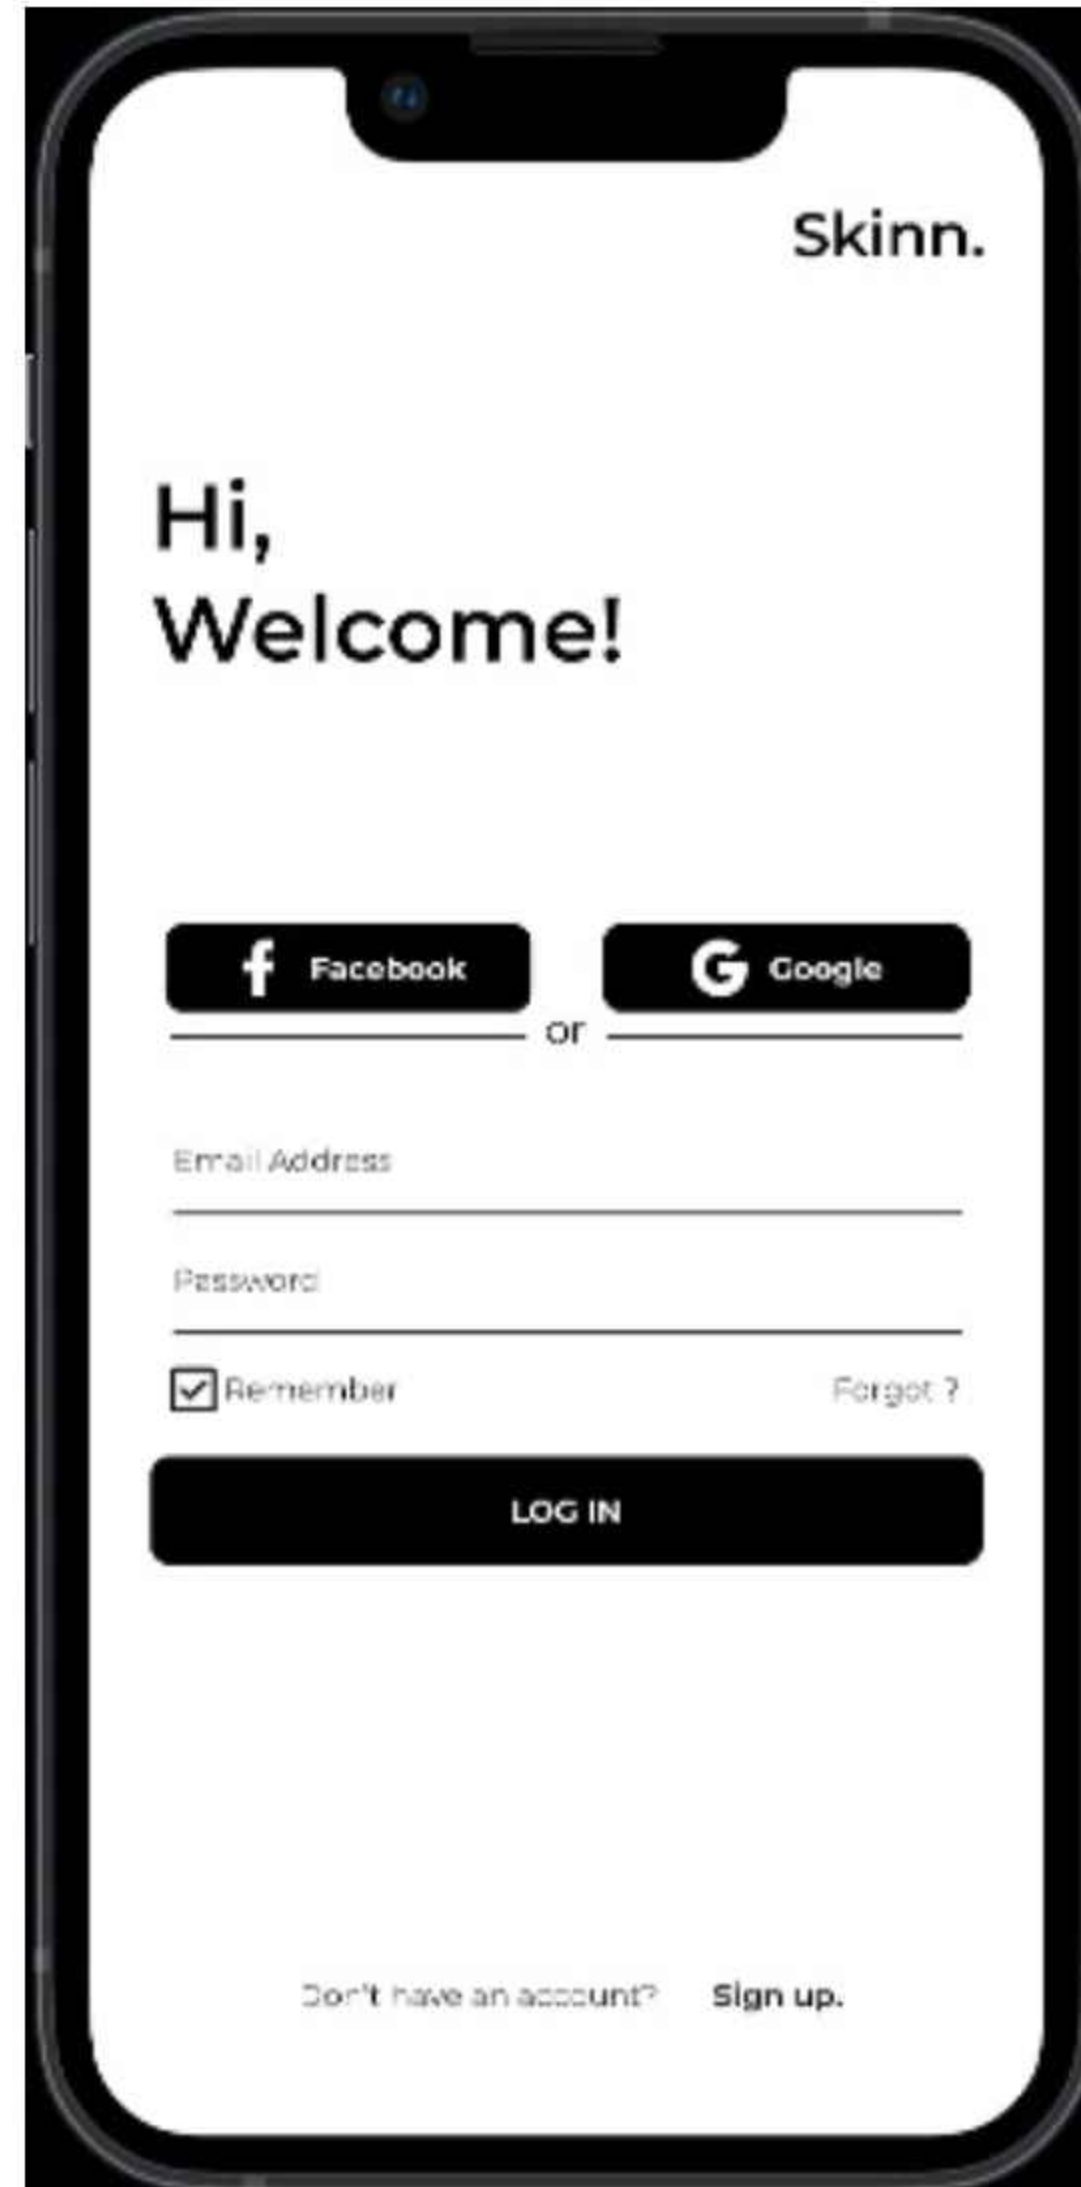 Skinn.
Hi,
Welcome!
Facebook
Google
or
Email Address
Password
Remember
Forgot ?
LOG IN
Don't have an account? Sign up.